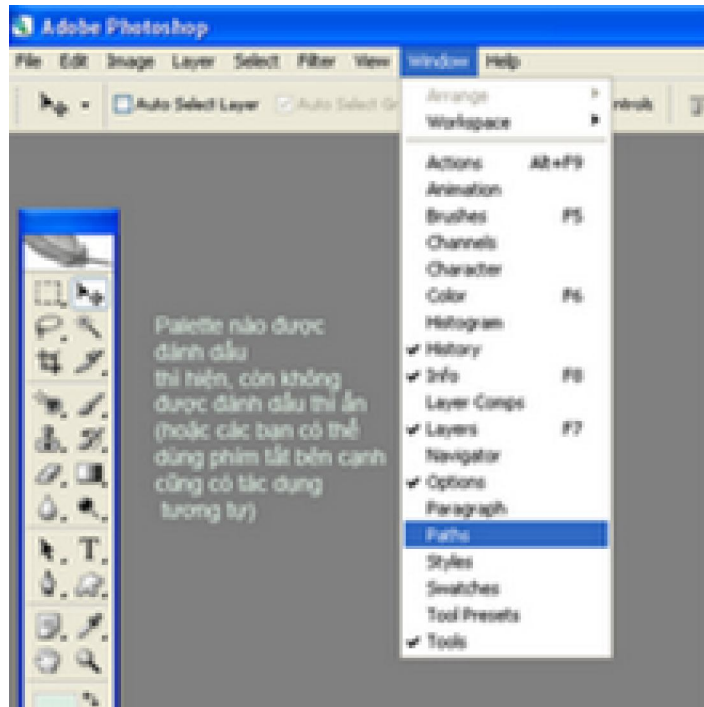 Adobe Photoshop
File Edit Image Layer Select Filter View Window Help
Auto Select Layer Auto Select Gr
Arrange
Workspace
Actions Alt+F9
Animation
Brushes F5
Channels
Character
Color F6
Histogram
History
Info F8
Layer Comps
Layers F7
Navigator
Options
Paragraph
Paths
Styles
Swatches
Tool Presets
Tools
Palette nào được
đánh dấu
thì hiện, còn không
được đánh dấu thì ẩn
(hoặc các bạn có thể
dùng phím tắt bên cạnh
cũng có tác dụng
tương tự)